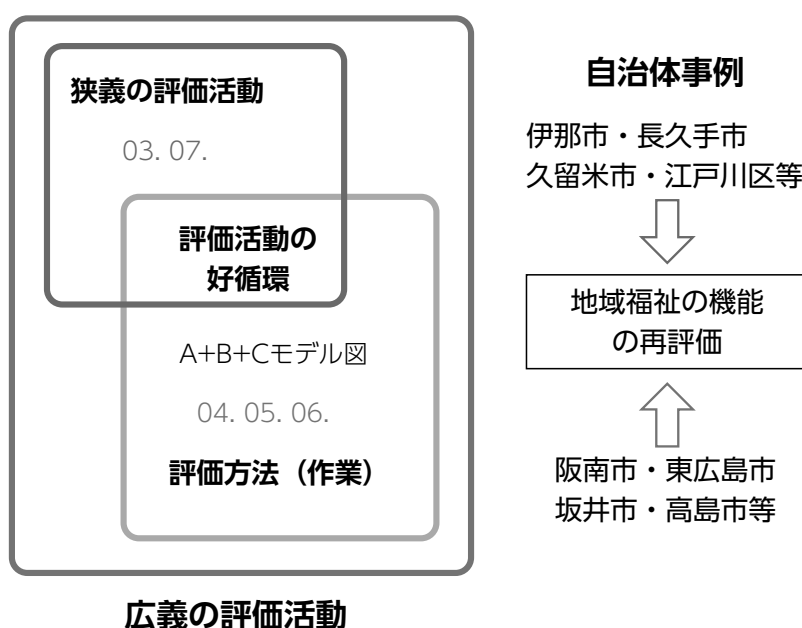 狭義の評価活動
03. 07.
評価活動の
好循環
A+B+Cモデル図
04. 05. 06.
評価方法（作業）
広義の評価活動
自治体事例
伊那市・長久手市
久留米市・江戸川区等
地域福祉の機能
の再評価
阪南市・東広島市
坂井市・高島市等